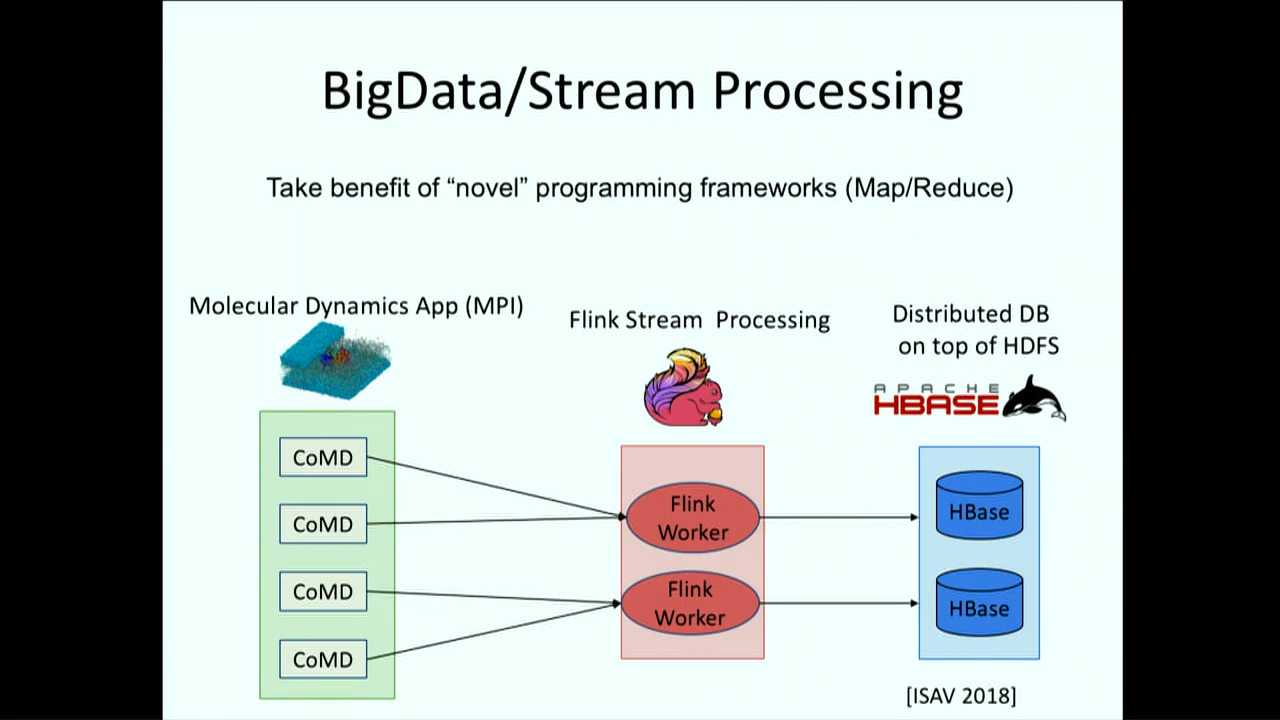 BigData/Stream Processing
Take benefit of “novel” programming frameworks (Map/Reduce)
Molecular Dynamics App (MPI)
Flink Stream Processing
Distributed DB
on top of HDFS
APACHE
HBASE
CoMD
CoMD
CoMD
CoMD
Flink
Worker
Flink
Worker
HBase
HBase
[ISAV 2018]